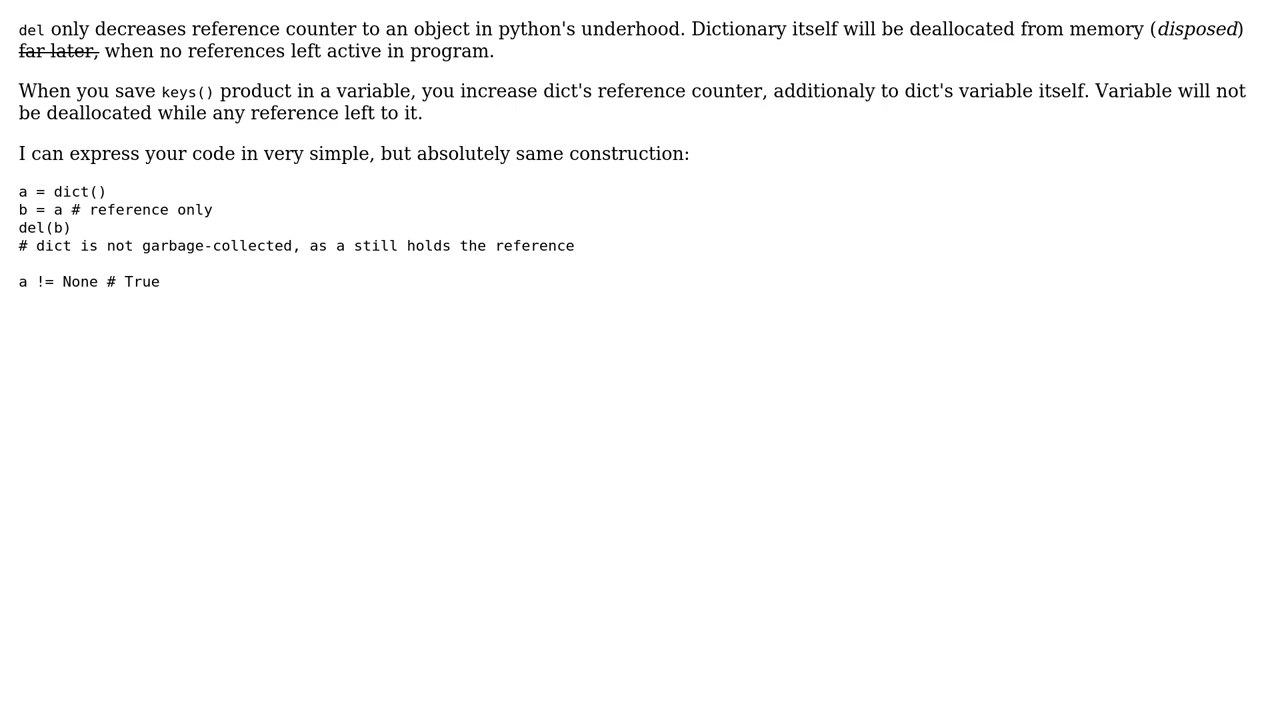 del only decreases reference counter to an object in python's underhood. Dictionary itself will be deallocated from memory (disposed)
far later, when no references left active in program.
When you save keys() product in a variable, you increase dict's reference counter, additionaly to dict's variable itself. Variable will not
be deallocated while any reference left to it.
I can express your code in very simple, but absolutely same construction:
a = dict()
b = a # reference only
del(b)
# dict is not garbage-collected, as a still holds the reference
a != None # True